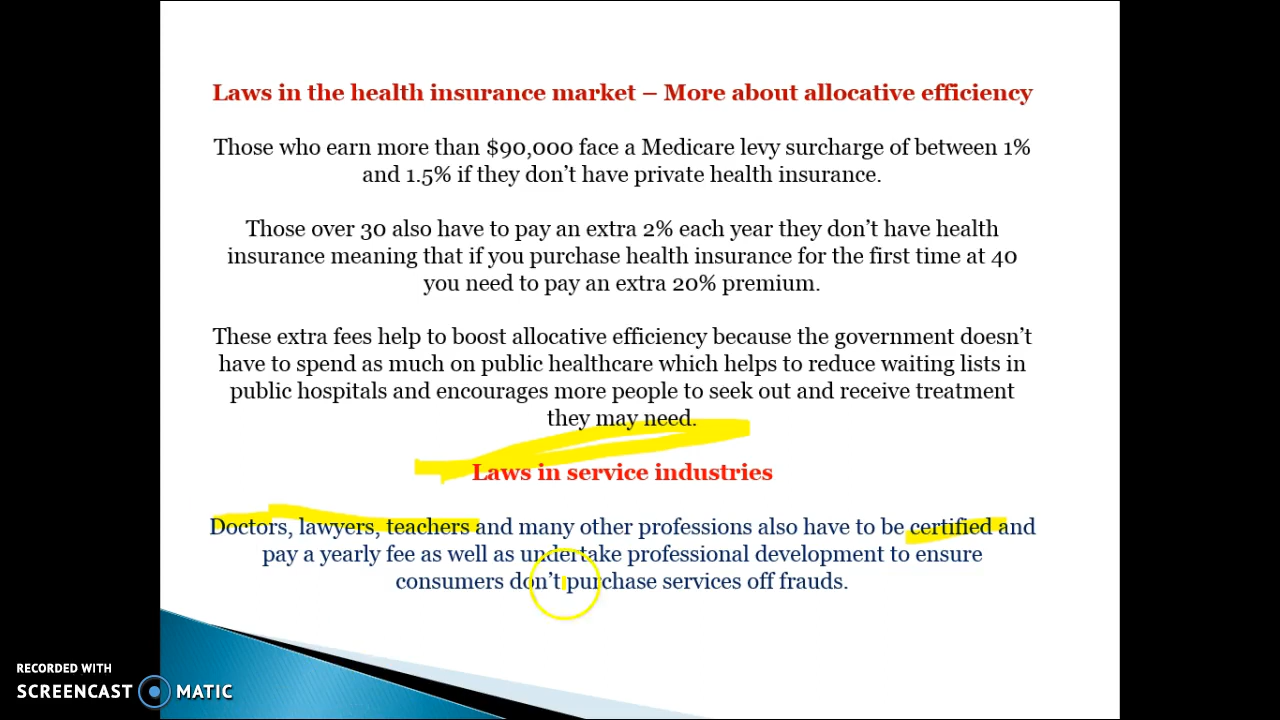 Laws in the health insurance market – More about allocative efficiency
Those who earn more than $90,000 face a Medicare levy surcharge of between 1%
and 1.5% if they don't have private health insurance.
Those over 30 also have to pay an extra 2% each year they don't have health
insurance meaning that if you purchase health insurance for the first time at 40
you need to pay an extra 20% premium.
These extra fees help to boost allocative efficiency because the government doesn't
have to spend as much on public healthcare which helps to reduce waiting lists in
public hospitals and encourages more people to seek out and receive treatment
they may need.
Laws in service industries
Doctors, lawyers, teachers and many other professions also have to be certified and
pay a yearly fee as well as undertake professional development to ensure
consumers don't purchase services off frauds.
RECORDED WITH
SCREENCAST MATIC